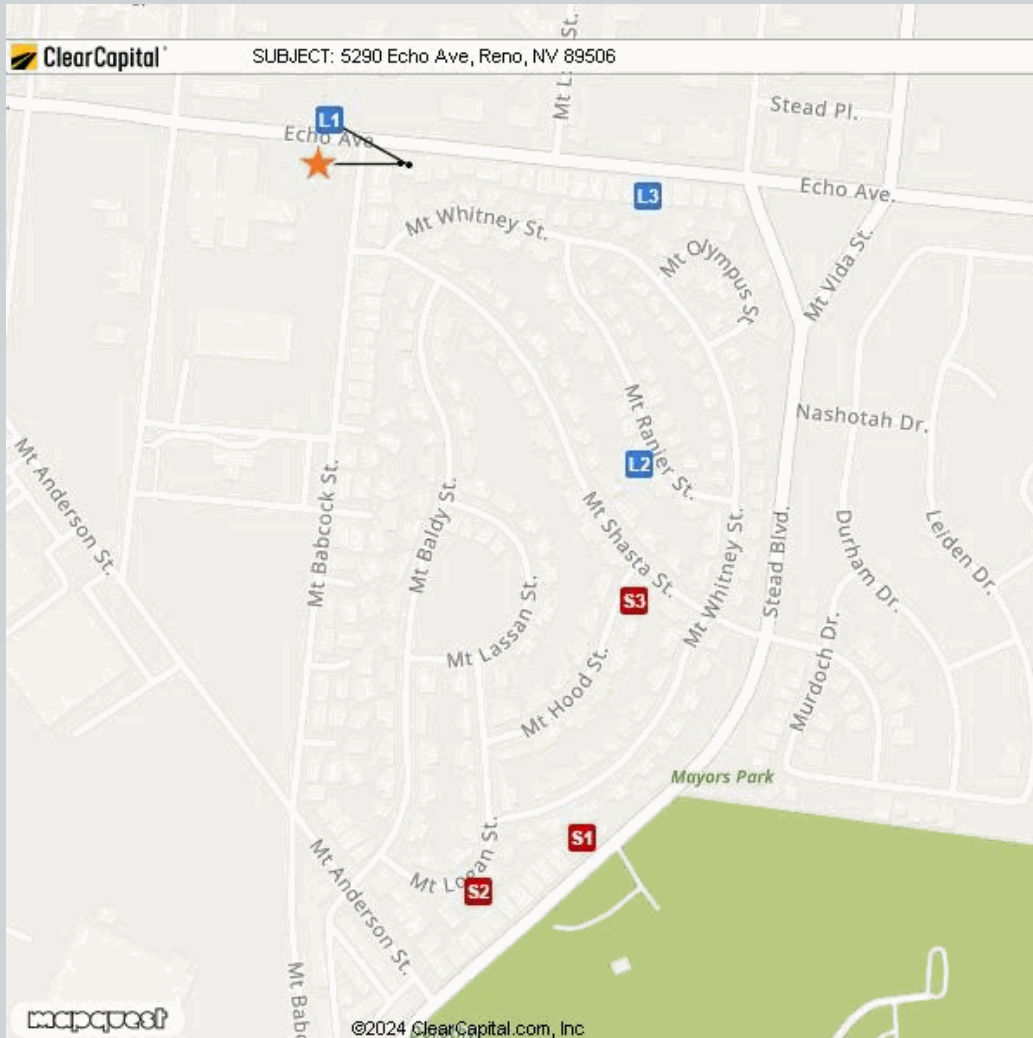 ClearCapital
SUBJECT: 5290 Echo Ave, Reno, NV 89506
Stead Pl.
L1
Echo Ave
L3
Echo Ave.
Mt Whitney St.
Mt Olympus St
Mt Vida St.
Mt Ranier St.
Nashotah Dr.
L2
Mt Anderson St.
Mt Babcock St.
Mt Baldy St.
Mt Shasta St.
Mt Whitney St.
Stead Blvd.
Durham Dr.
Leiden Dr.
S3
Mt Lassan St.
Mt Hood St.
Murdoch Dr.
Mayors Park
S1
Mt Logan St.
S2
Mt Anderson St.
mapquest
©2024 ClearCapital.com, Inc